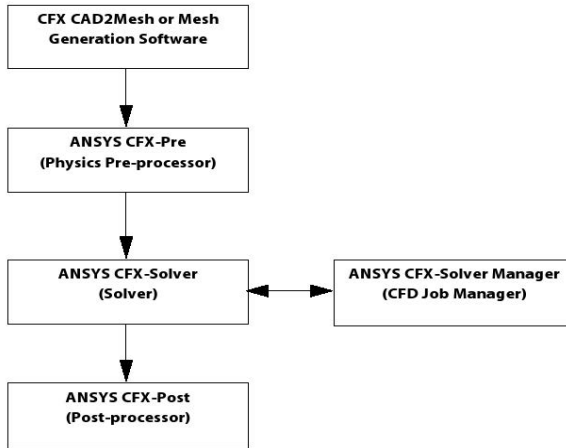 CFX CAD2Mesh or Mesh
Generation Software
ANSYS CFX-Pre
(Physics Pre-processor)
ANSYS CFX-Solver
(Solver)
ANSYS CFX-Solver Manager
(CFD Job Manager)
ANSYS CFX-Post
(Post-processor)